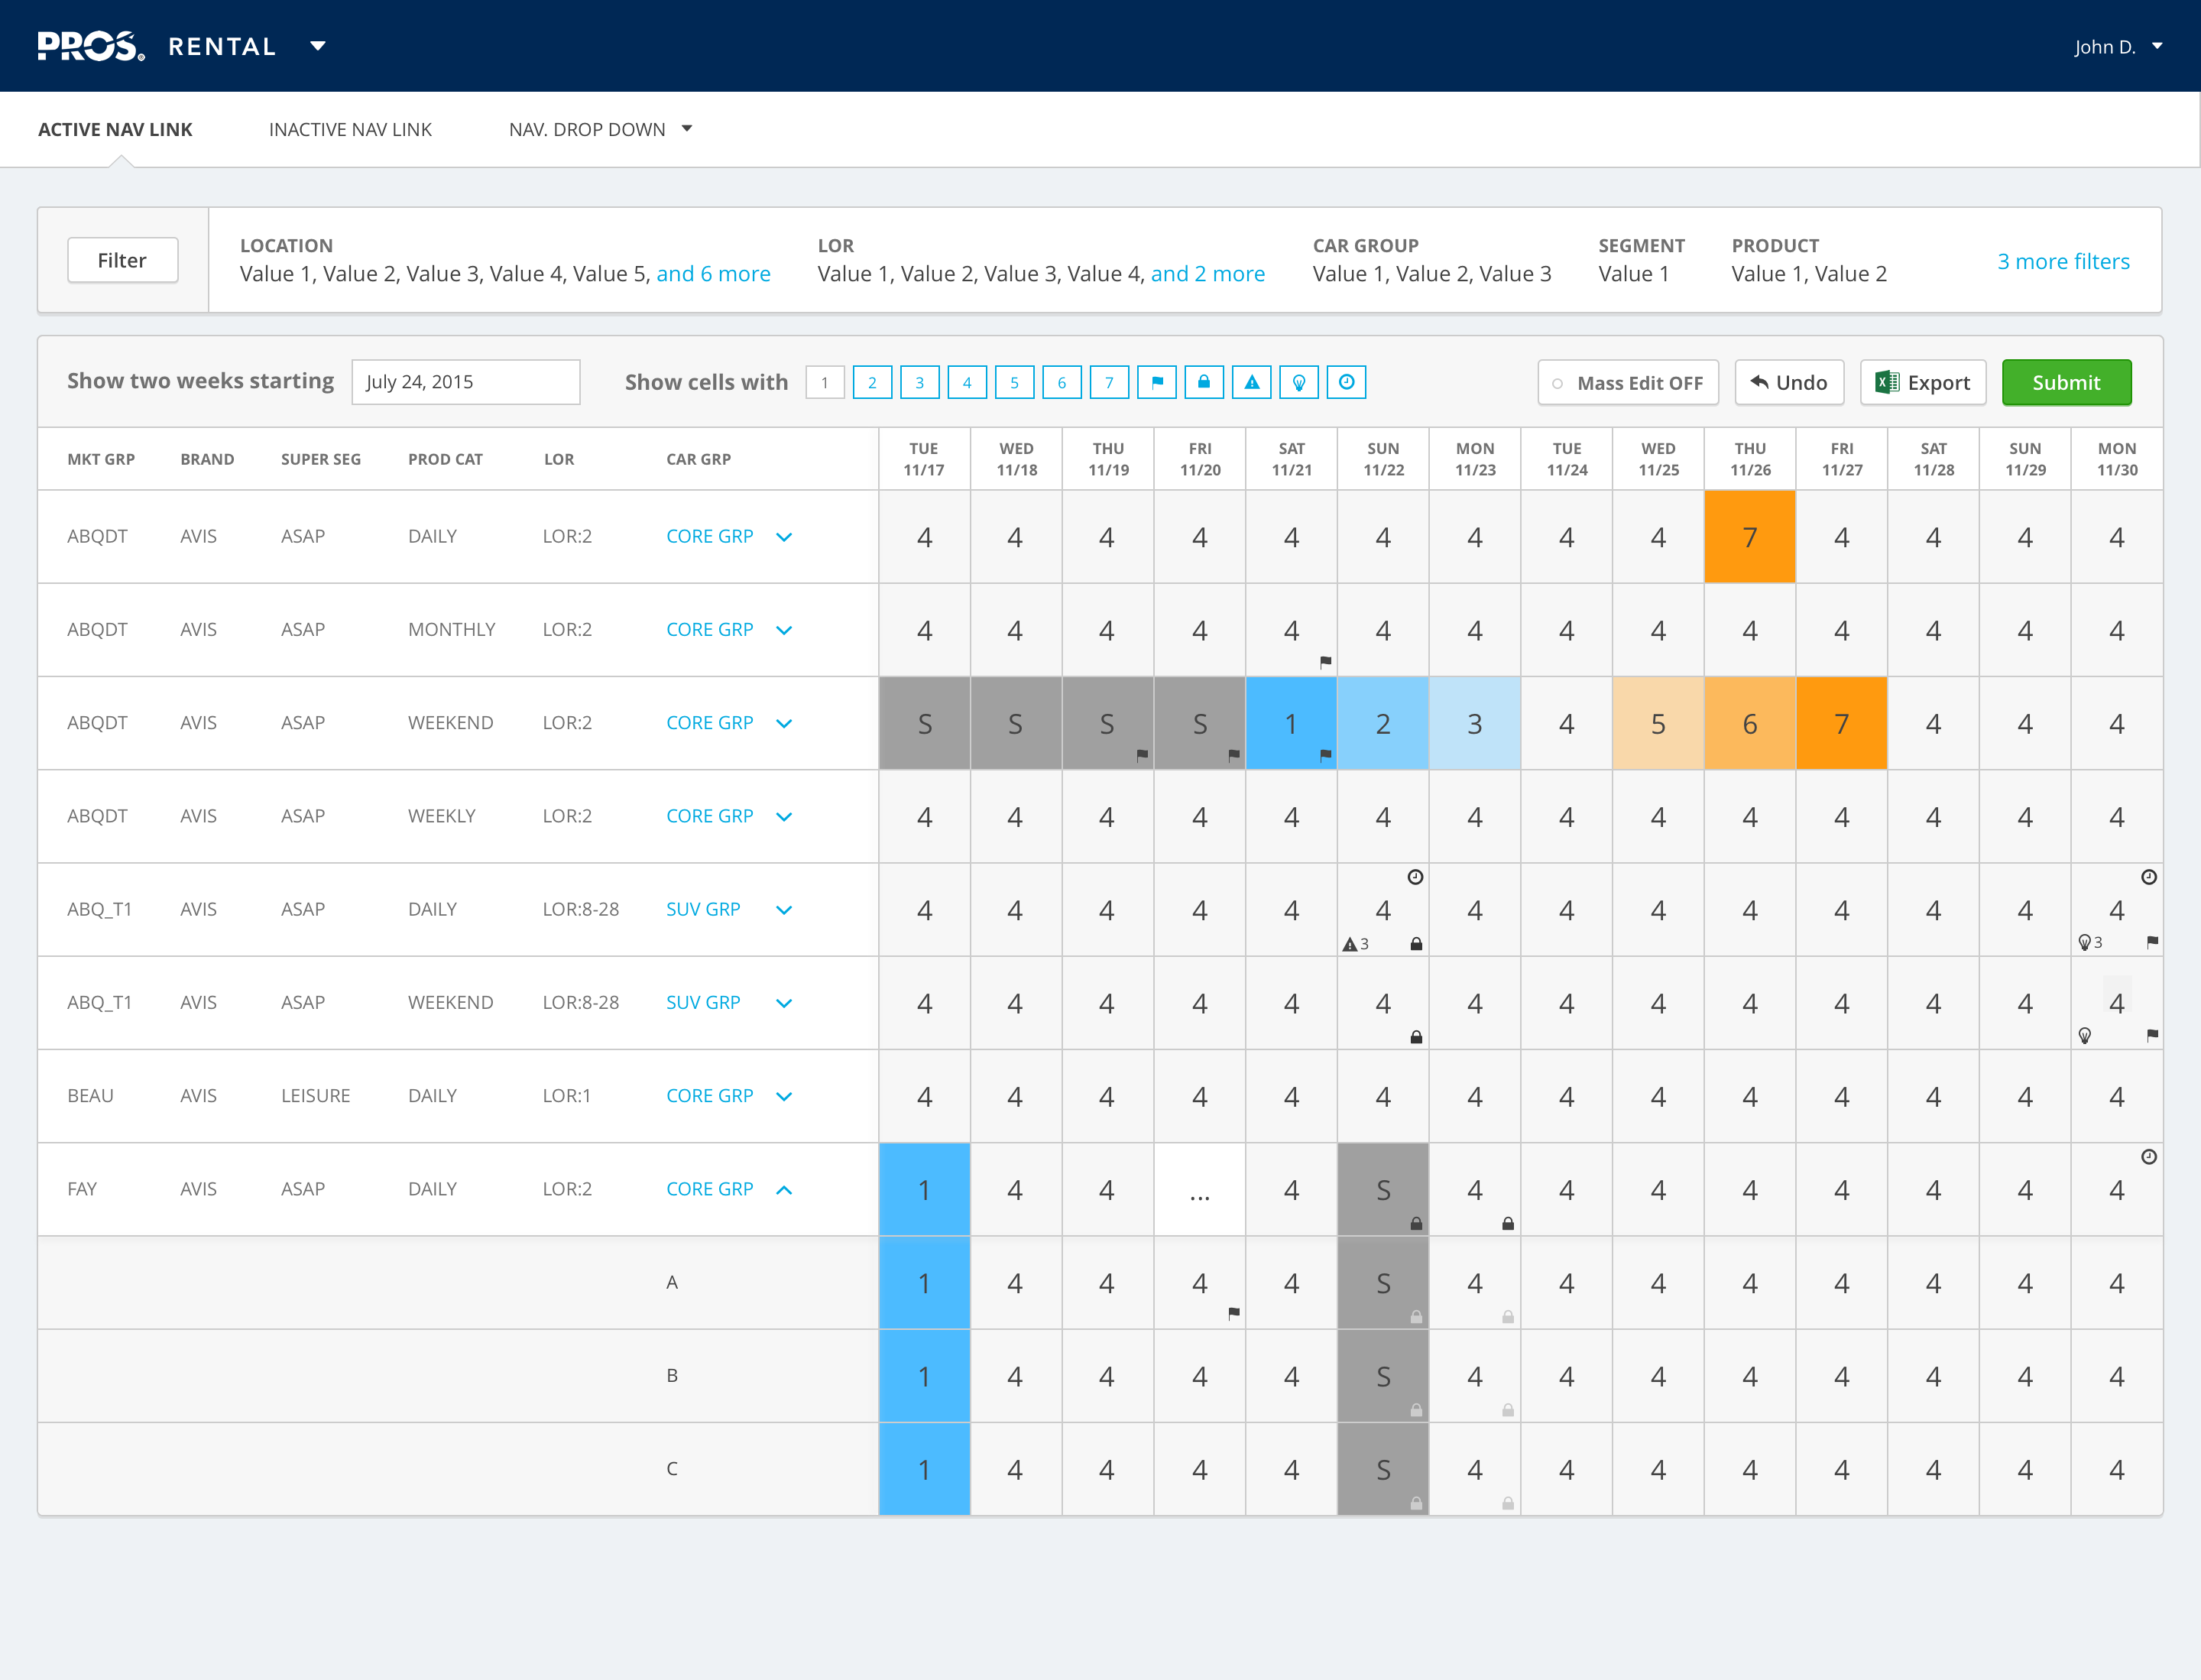 PROS® RENTAL
John D.
ACTIVE NAV LINK INACTIVE NAV LINK NAV. DROP DOWN
Filter
LOCATION
Value 1, Value 2, Value 3, Value 4, Value 5, and 6 more
LOR
Value 1, Value 2, Value 3, Value 4, and 2 more
CAR GROUP
Value 1, Value 2, Value 3
SEGMENT
Value 1
PRODUCT
Value 1, Value 2
3 more filters
Show two weeks starting July 24, 2015 Show cells with 1 2 3 4 5 6 7 Mass Edit OFF Undo Export Submit
MKT GRP BRAND SUPER SEG PROD CAT LOR CAR GRP TUE WED THU FRI SAT SUN MON TUE WED THU FRI SAT SUN MON
11/17 11/18 11/19 11/20 11/21 11/22 11/23 11/24 11/25 11/26 11/27 11/28 11/29 11/30
ABQDT AVIS ASAP DAILY LOR:2 CORE GRP 4 4 4 4 4 4 4 4 4 7 4 4 4 4
ABQDT AVIS ASAP MONTHLY LOR:2 CORE GRP 4 4 4 4 4 4 4 4 4 4 4 4 4 4
ABQDT AVIS ASAP WEEKEND LOR:2 CORE GRP S S S S 1 2 3 4 5 6 7 4 4 4
ABQDT AVIS ASAP WEEKLY LOR:2 CORE GRP 4 4 4 4 4 4 4 4 4 4 4 4 4 4
ABQ_T1 AVIS ASAP DAILY LOR:8-28 SUV GRP 4 4 4 4 4 4 4 4 4 4 4 4 4 4
3 3
ABQ_T1 AVIS ASAP WEEKEND LOR:8-28 SUV GRP 4 4 4 4 4 4 4 4 4 4 4 4 4 4
BEAU AVIS LEISURE DAILY LOR:1 CORE GRP 4 4 4 4 4 4 4 4 4 4 4 4 4 4
FAY AVIS ASAP DAILY LOR:2 CORE GRP 1 4 4 ... 4 S 4 4 4 4 4 4 4 4
A 1 4 4 4 4 S 4 4 4 4 4 4 4 4
B 1 4 4 4 4 S 4 4 4 4 4 4 4 4
C 1 4 4 4 4 S 4 4 4 4 4 4 4 4